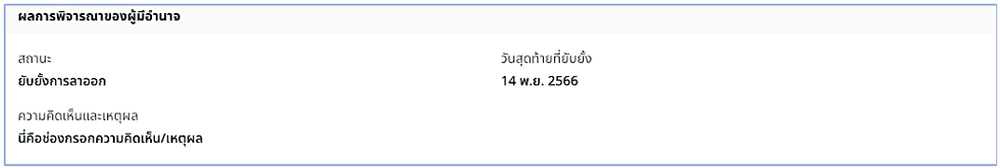 ผลการพิจารณาของผู้มีอำนาจ
สถานะ
ยับยั้งการลาออก
วันสุดท้ายที่ยับยั้ง
14 พ.ย. 2566
ความคิดเห็นและเหตุผล
นี่คือช่องกรอกความคิดเห็น/เหตุผล